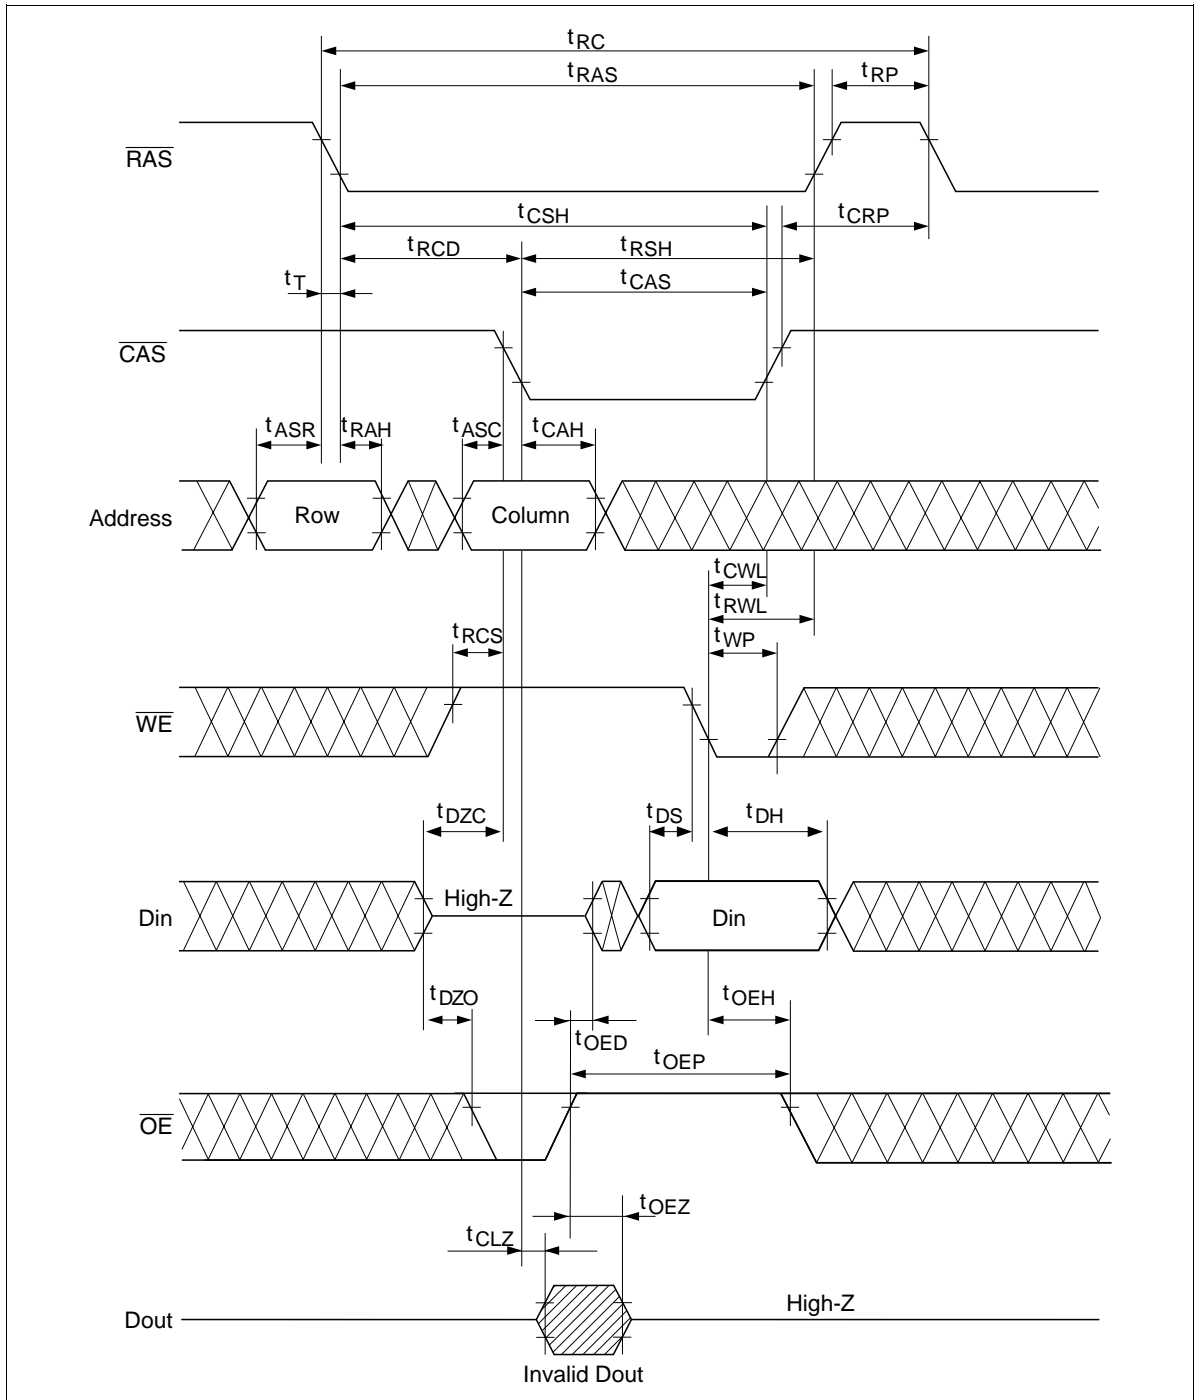 tRC
tRAS
tRP
RAS
tCSH
tCRP
tRCD
tRSH
tT
tCAS
CAS
tASR
tRAH
tASC
tCAH
Address
Row
Column
tCWL
tRWL
tRCS
tWP
WE
tDZC
tDS
tDH
High-Z
Din
Din
tDZO
tOEH
tOED
tOEP
OE
tOEZ
tCLZ
High-Z
Dout
Invalid Dout